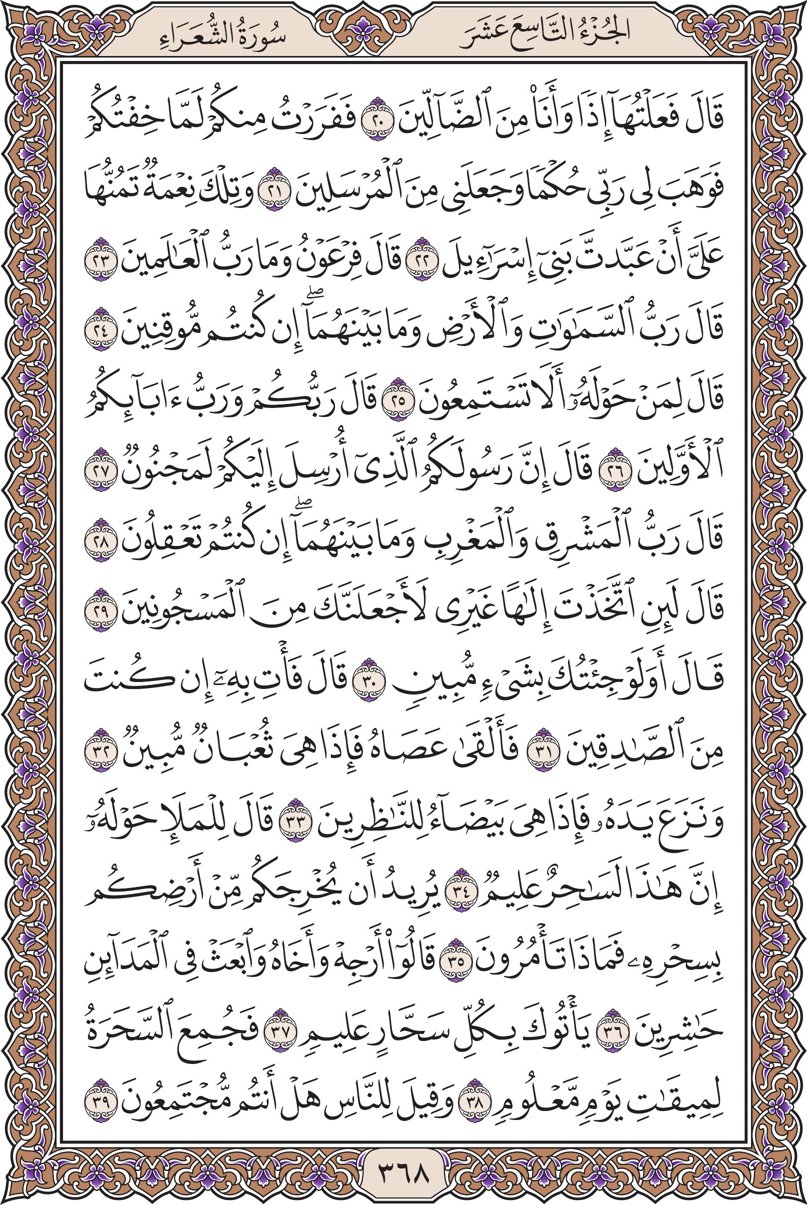 الجُزْءُ التَّاسِعَ عَشَرَ
سُورَةُ الشُّعَرَاءِ
قَالَ فَعَلْتُهَآ إِذًا وَأَنَا۠ مِنَ ٱلضَّآلِّينَ ٢٠ فَفَرَرْتُ مِنكُمْ لَمَّا خِفْتُكُمْ
فَوَهَبَ لِى رَبِّى حُكْمًا وَجَعَلَنِى مِنَ ٱلْمُرْسَلِينَ ٢١ وَتِلْكَ نِعْمَةٌ تَمُنُّهَا
عَلَىَّ أَنْ عَبَّدتَّ بَنِىٓ إِسْرَٰٓءِيلَ ٢٢ قَالَ فِرْعَوْنُ وَمَا رَبُّ ٱلْعَٰلَمِينَ ٢٣
قَالَ رَبُّ ٱلسَّمَٰوَٰتِ وَٱلْأَرْضِ وَمَا بَيْنَهُمَآ ۖ إِن كُنتُم مُّوقِنِينَ ٢٤
قَالَ لِمَنْ حَوْلَهُۥٓ أَلَا تَسْتَمِعُونَ ٢٥ قَالَ رَبُّكُمْ وَرَبُّ ءَابَآئِكُمُ
ٱلْأَوَّلِينَ ٢٦ قَالَ إِنَّ رَسُولَكُمُ ٱلَّذِىٓ أُرْسِلَ إِلَيْكُمْ لَمَجْنُونٌ ٢٧
قَالَ رَبُّ ٱلْمَشْرِقِ وَٱلْمَغْرِبِ وَمَا بَيْنَهُمَآ ۖ إِن كُنتُمْ تَعْقِلُونَ ٢٨
قَالَ لَئِنِ ٱتَّخَذْتَ إِلَٰهًا غَيْرِى لَأَجْعَلَنَّكَ مِنَ ٱلْمَسْجُونِينَ ٢٩
قَالَ أَوَلَوْ جِئْتُكَ بِشَىْءٍ مُّبِينٍ ٣٠ قَالَ فَأْتِ بِهِۦٓ إِن كُنتَ
مِنَ ٱلصَّٰدِقِينَ ٣١ فَأَلْقَىٰ عَصَاهُ فَإِذَا هِىَ ثُعْبَانٌ مُّبِينٌ ٣٢
وَنَزَعَ يَدَهُۥ فَإِذَا هِىَ بَيْضَآءُ لِلنَّٰظِرِينَ ٣٣ قَالَ لِلْمَلَإِ حَوْلَهُۥٓ
إِنَّ هَٰذَا لَسَٰحِرٌ عَلِيمٌ ٣٤ يُرِيدُ أَن يُخْرِجَكُم مِّنْ أَرْضِكُم
بِسِحْرِهِۦ فَمَاذَا تَأْمُرُونَ ٣٥ قَالُوٓا۟ أَرْجِهْ وَأَخَاهُ وَٱبْعَثْ فِى ٱلْمَدَآئِنِ
حَٰشِرِينَ ٣٦ يَأْتُوكَ بِكُلِّ سَحَّارٍ عَلِيمٍ ٣٧ فَجُمِعَ ٱلسَّحَرَةُ
لِمِيقَٰتِ يَوْمٍ مَّعْلُومٍ ٣٨ وَقِيلَ لِلنَّاسِ هَلْ أَنتُم مُّجْتَمِعُونَ ٣٩
٣٦٨